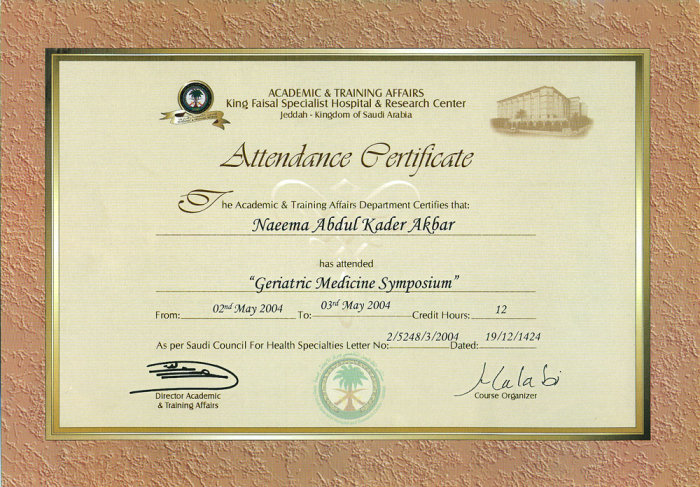 ACADEMIC & TRAINING AFFAIRS
King Faisal Specialist Hospital & Research Center
Jeddah - Kingdom of Saudi Arabia
Attendance Certificate
The Academic & Training Affairs Department Certifies that:
Naeema Abdul Kader Akbar
has attended
"Geriatric Medicine Symposium"
From: 02nd May 2004 To: 03rd May 2004 Credit Hours: 12
As per Saudi Council For Health Specialties Letter No: 2/5248/3/2004 Dated: 19/12/1424
Malabi
Director Academic
& Training Affairs
Course Organizer